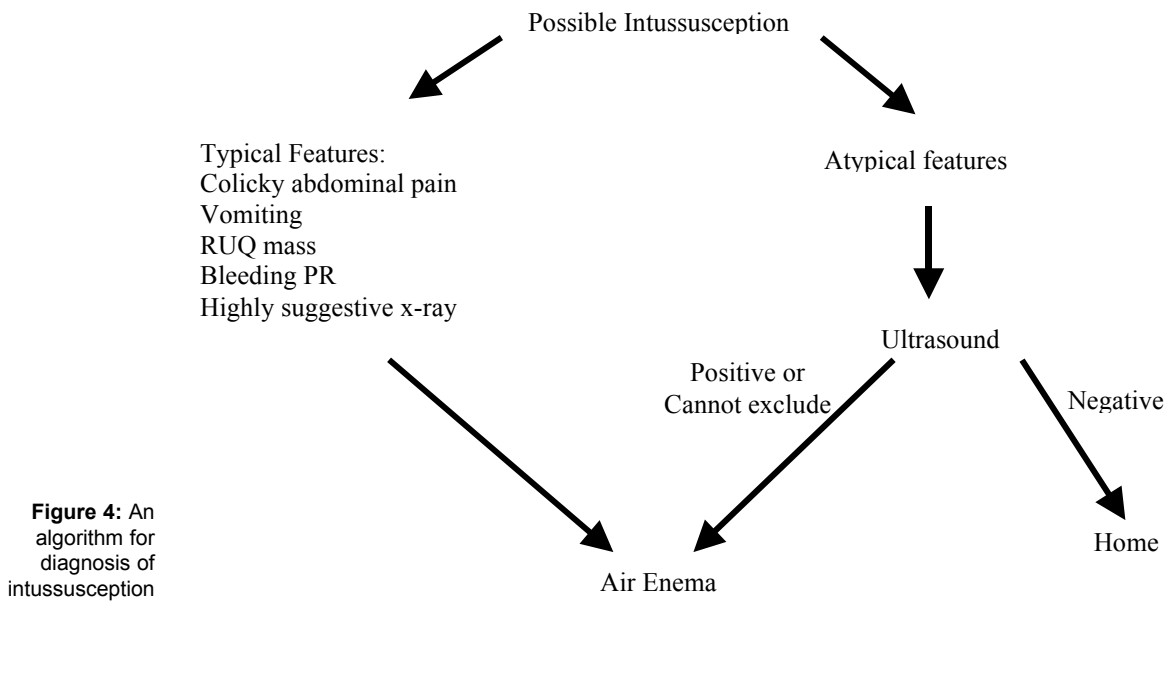 Possible Intussusception
Typical Features:
Colicky abdominal pain
Vomiting
RUQ mass
Bleeding PR
Highly suggestive x-ray
Atypical features
Ultrasound
Positive or
Cannot exclude
Negative
Home
Air Enema
Figure 4: An
algorithm for
diagnosis of
intussusception